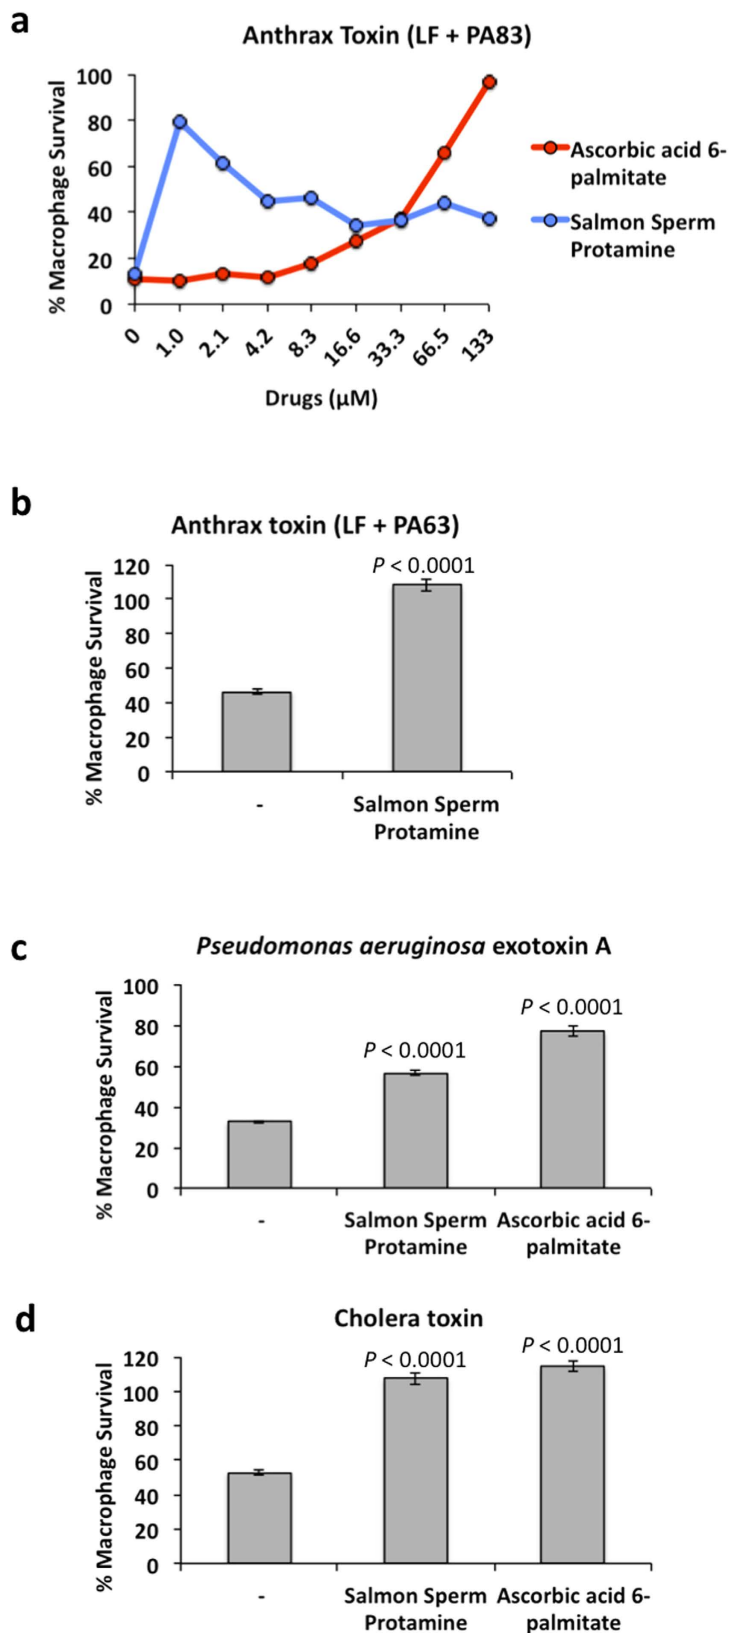 a
Anthrax Toxin (LF + PA83)
% Macrophage Survival
100
80
60
40
20
0
0 1.0 2.1 4.2 8.3 16.6 33.3 66.5 133
Drugs (µM)
Ascorbic acid 6-
palmitate
Salmon Sperm
Protamine
b
Anthrax toxin (LF + PA63)
% Macrophage Survival
120
100
80
60
40
20
0
P < 0.0001
-
Salmon Sperm
Protamine
c
Pseudomonas aeruginosa exotoxin A
% Macrophage Survival
100
80
60
40
20
0
P < 0.0001
P < 0.0001
-
Salmon Sperm
Protamine
Ascorbic acid 6-
palmitate
d
Cholera toxin
% Macrophage Survival
120
100
80
60
40
20
0
P < 0.0001
P < 0.0001
-
Salmon Sperm
Protamine
Ascorbic acid 6-
palmitate